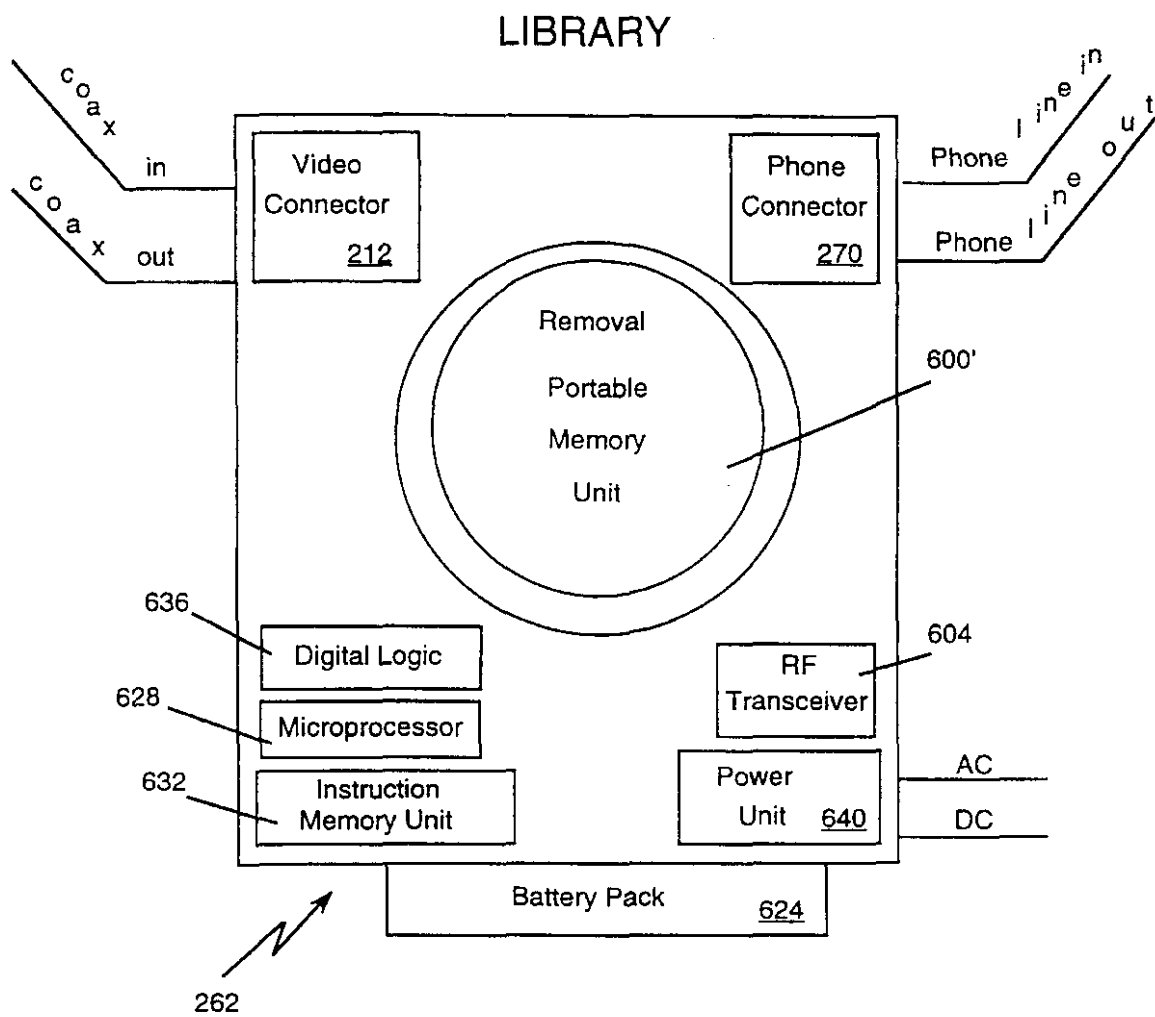 LIBRARY
coax in
coax out
Video
Connector
212
Phone
Connector
270
Phone line in
Phone line out
Removal
Portable
Memory
Unit
600'
636
Digital Logic
628
Microprocessor
632
Instruction
Memory Unit
RF
Transceiver
604
Power
Unit
640
AC
DC
Battery Pack
624
262